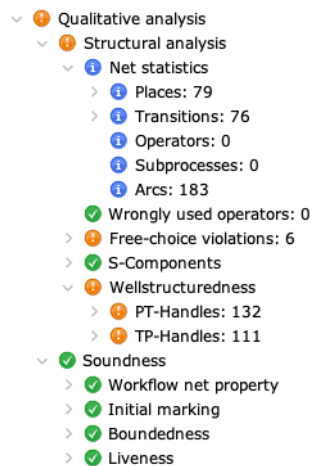 Qualitative analysis
Structural analysis
Net statistics
Places: 79
Transitions: 76
Operators: 0
Subprocesses: 0
Arcs: 183
Wrongly used operators: 0
Free-choice violations: 6
S-Components
Wellstructuredness
PT-Handles: 132
TP-Handles: 111
Soundness
Workflow net property
Initial marking
Boundedness
Liveness